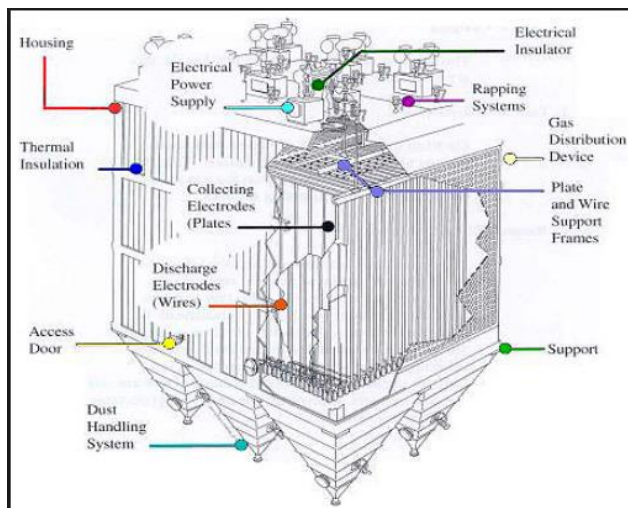 Housing
Electrical
Power
Supply
Electrical
Insulator
Rapping
Systems
Gas
Distribution
Device
Thermal
Insulation
Collecting
Electrodes
(Plates
Plate
and Wire
Support
Frames
Discharge
Electrodes
(Wires)
Access
Door
Support
Dust
Handling
System